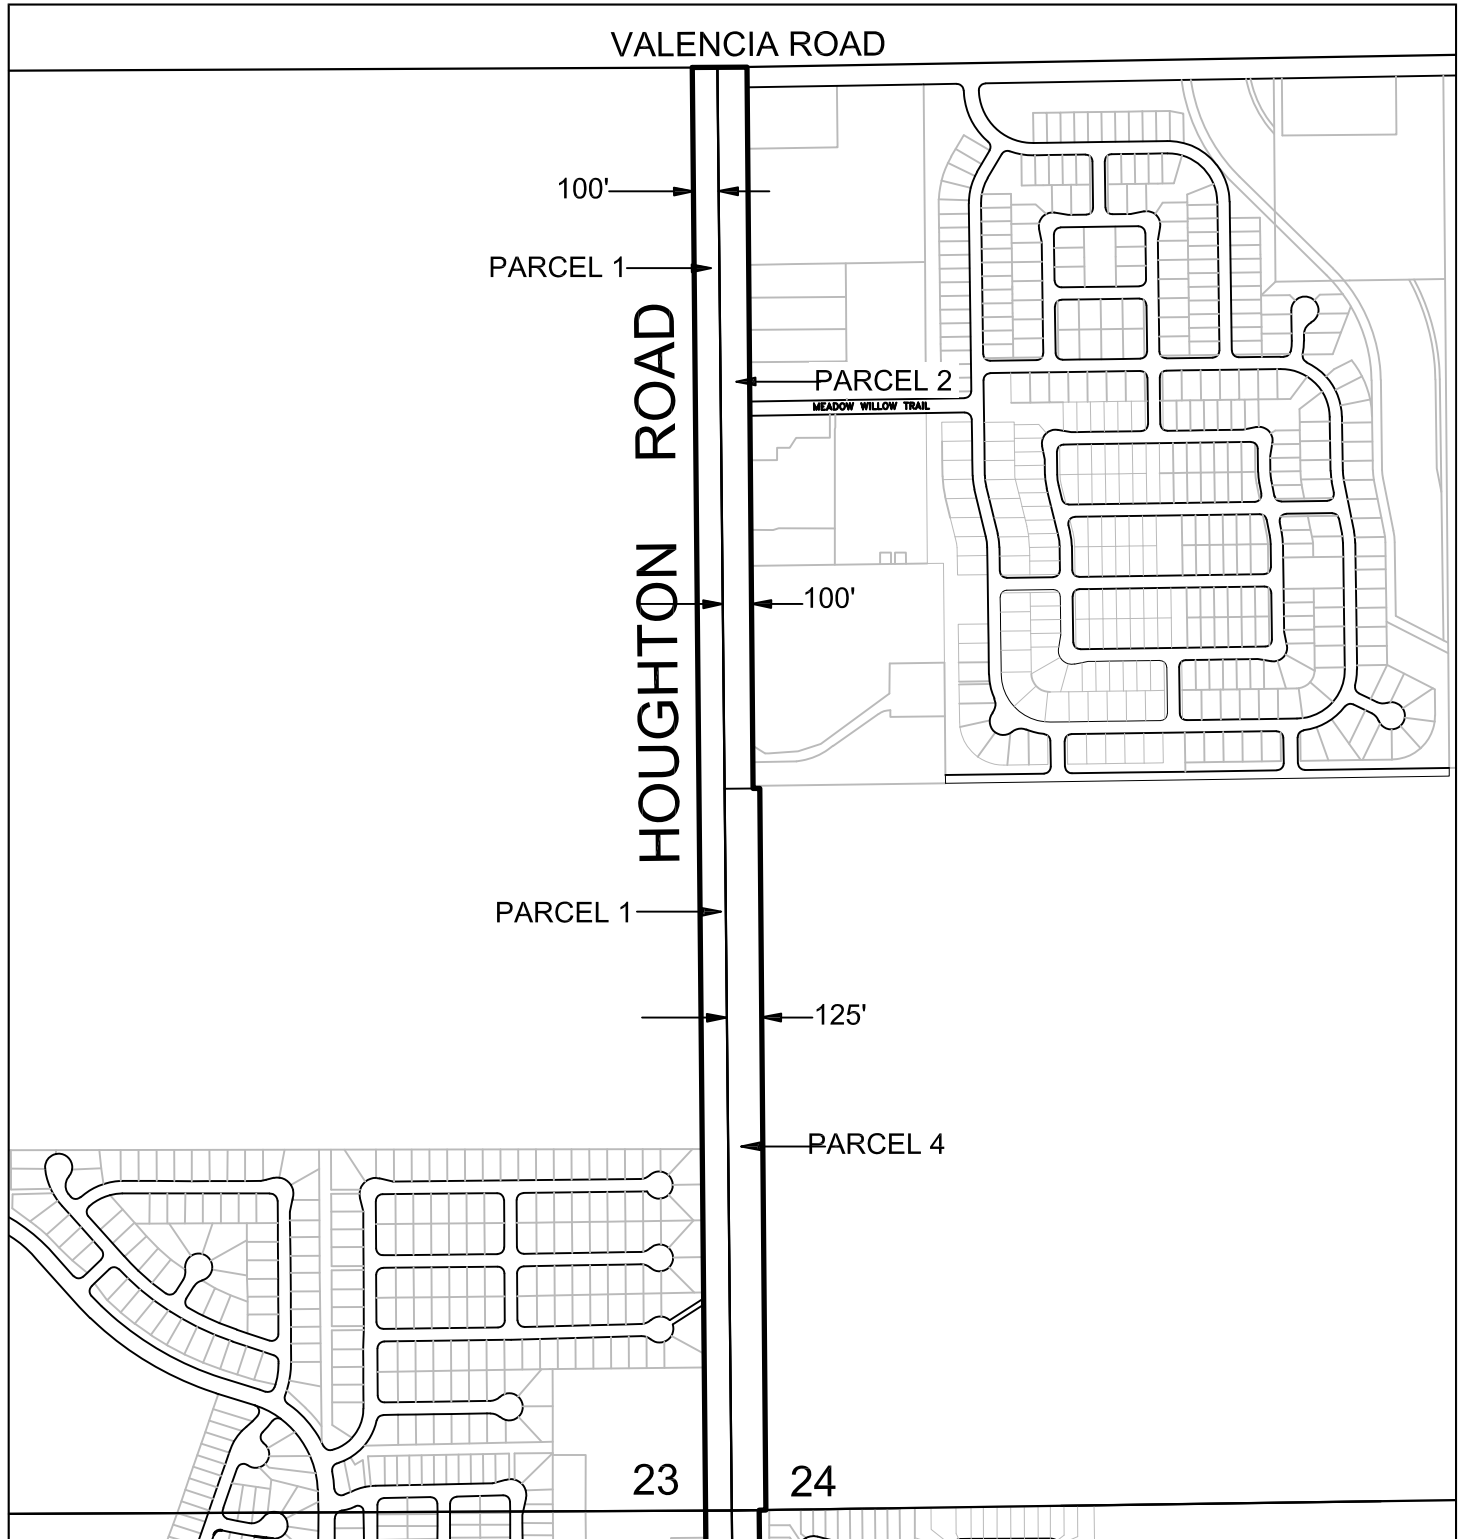 VALENCIA ROAD
100'
PARCEL 1
HOUGHTON ROAD
PARCEL 2
MEADOW WILLOW TRAIL
100'
PARCEL 1
125'
PARCEL 4
23
24